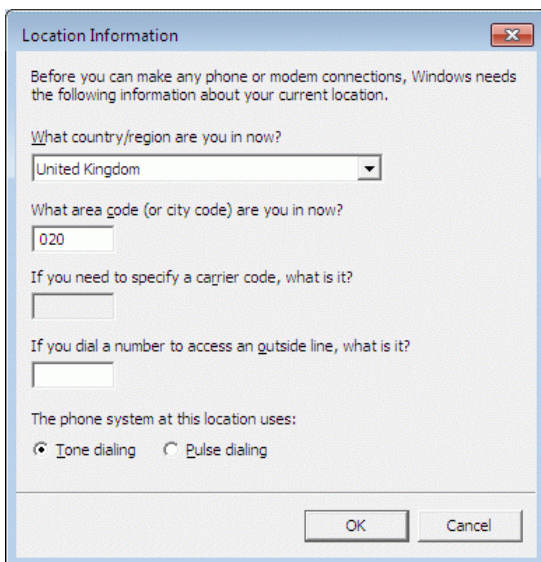 Location Information
Before you can make any phone or modem connections, Windows needs
the following information about your current location.
What country/region are you in now?
United Kingdom
What area code (or city code) are you in now?
020
If you need to specify a carrier code, what is it?
If you dial a number to access an outside line, what is it?
The phone system at this location uses:
Tone dialing Pulse dialing
OK Cancel